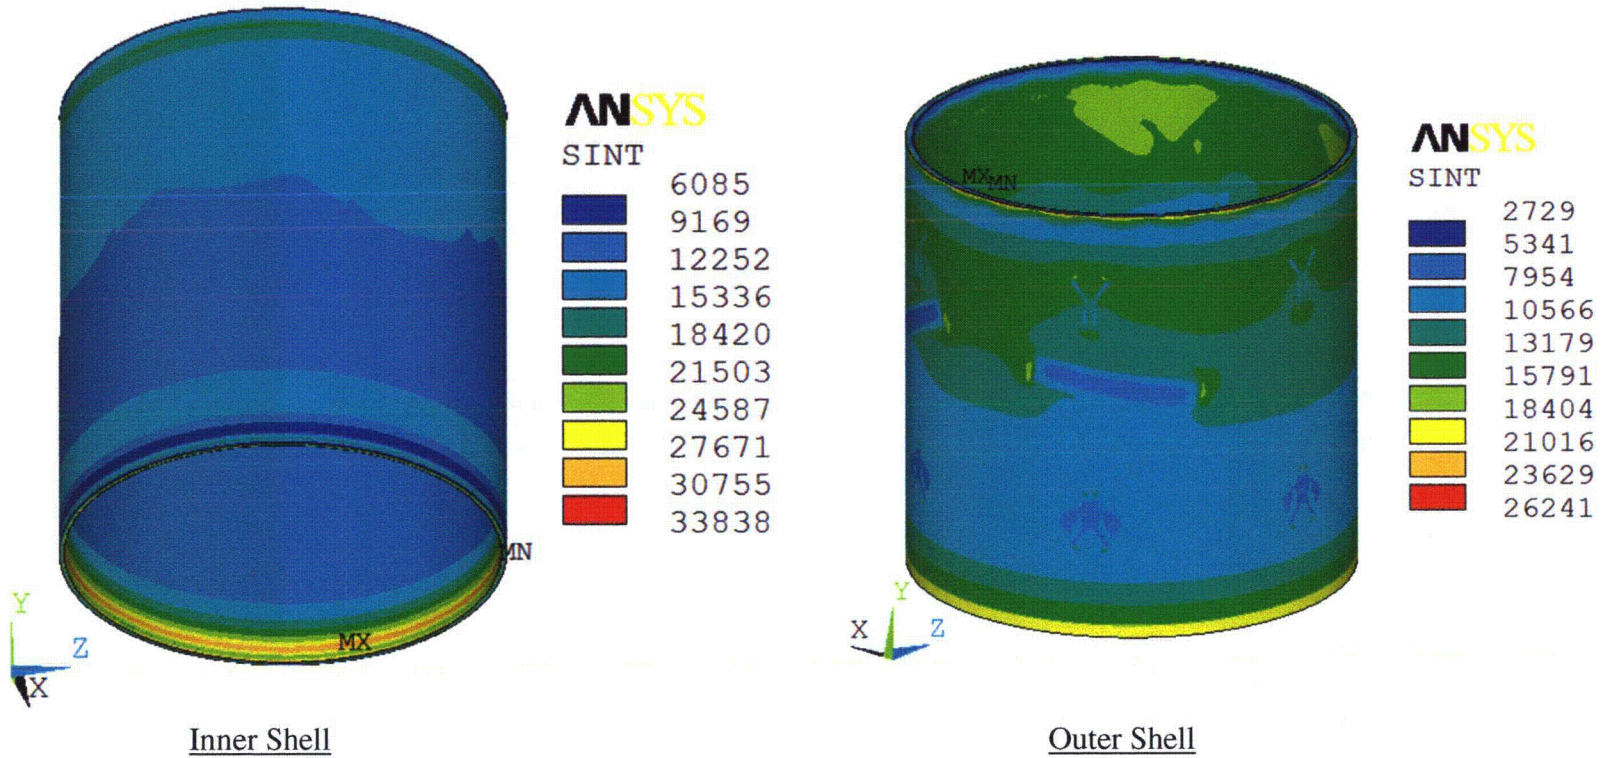 ANSYS
SINT
6085
9169
12252
15336
18420
21503
24587
27671
30755
33838
MN
MX
Y
Z
X
Inner Shell
ANSYS
SINT
2729
5341
7954
10566
13179
15791
18404
21016
23629
26241
MX
MN
Y
X
Z
Outer Shell